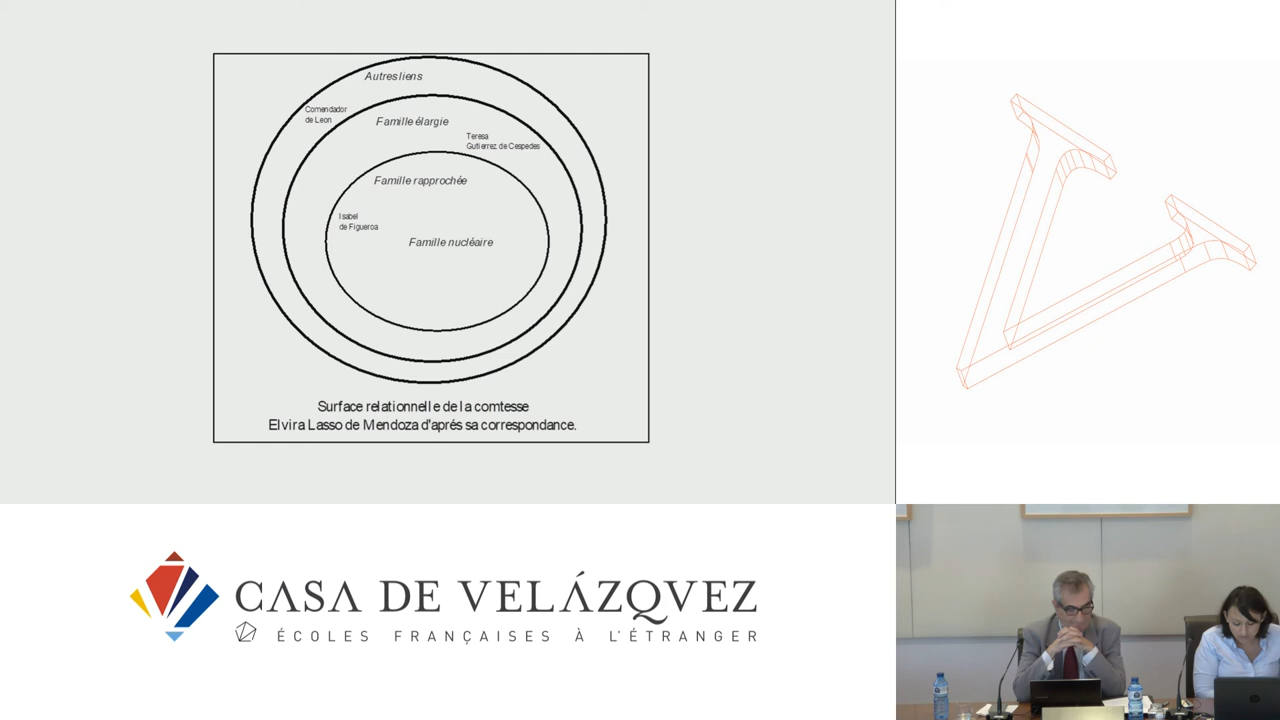 Autres liens
Comendador
de Leon
Famille élargie
Teresa
Gutierrez de Cespedes
Famille rapprochée
Isabel
de Figueroa
Famille nucléaire
Surface relationnelle de la comtesse
Elvira Lasso de Mendoza d'aprés sa correspondance.
CASA DE VELÁZQVEZ
ÉCOLES FRANÇAISES À L'ÉTRANGER